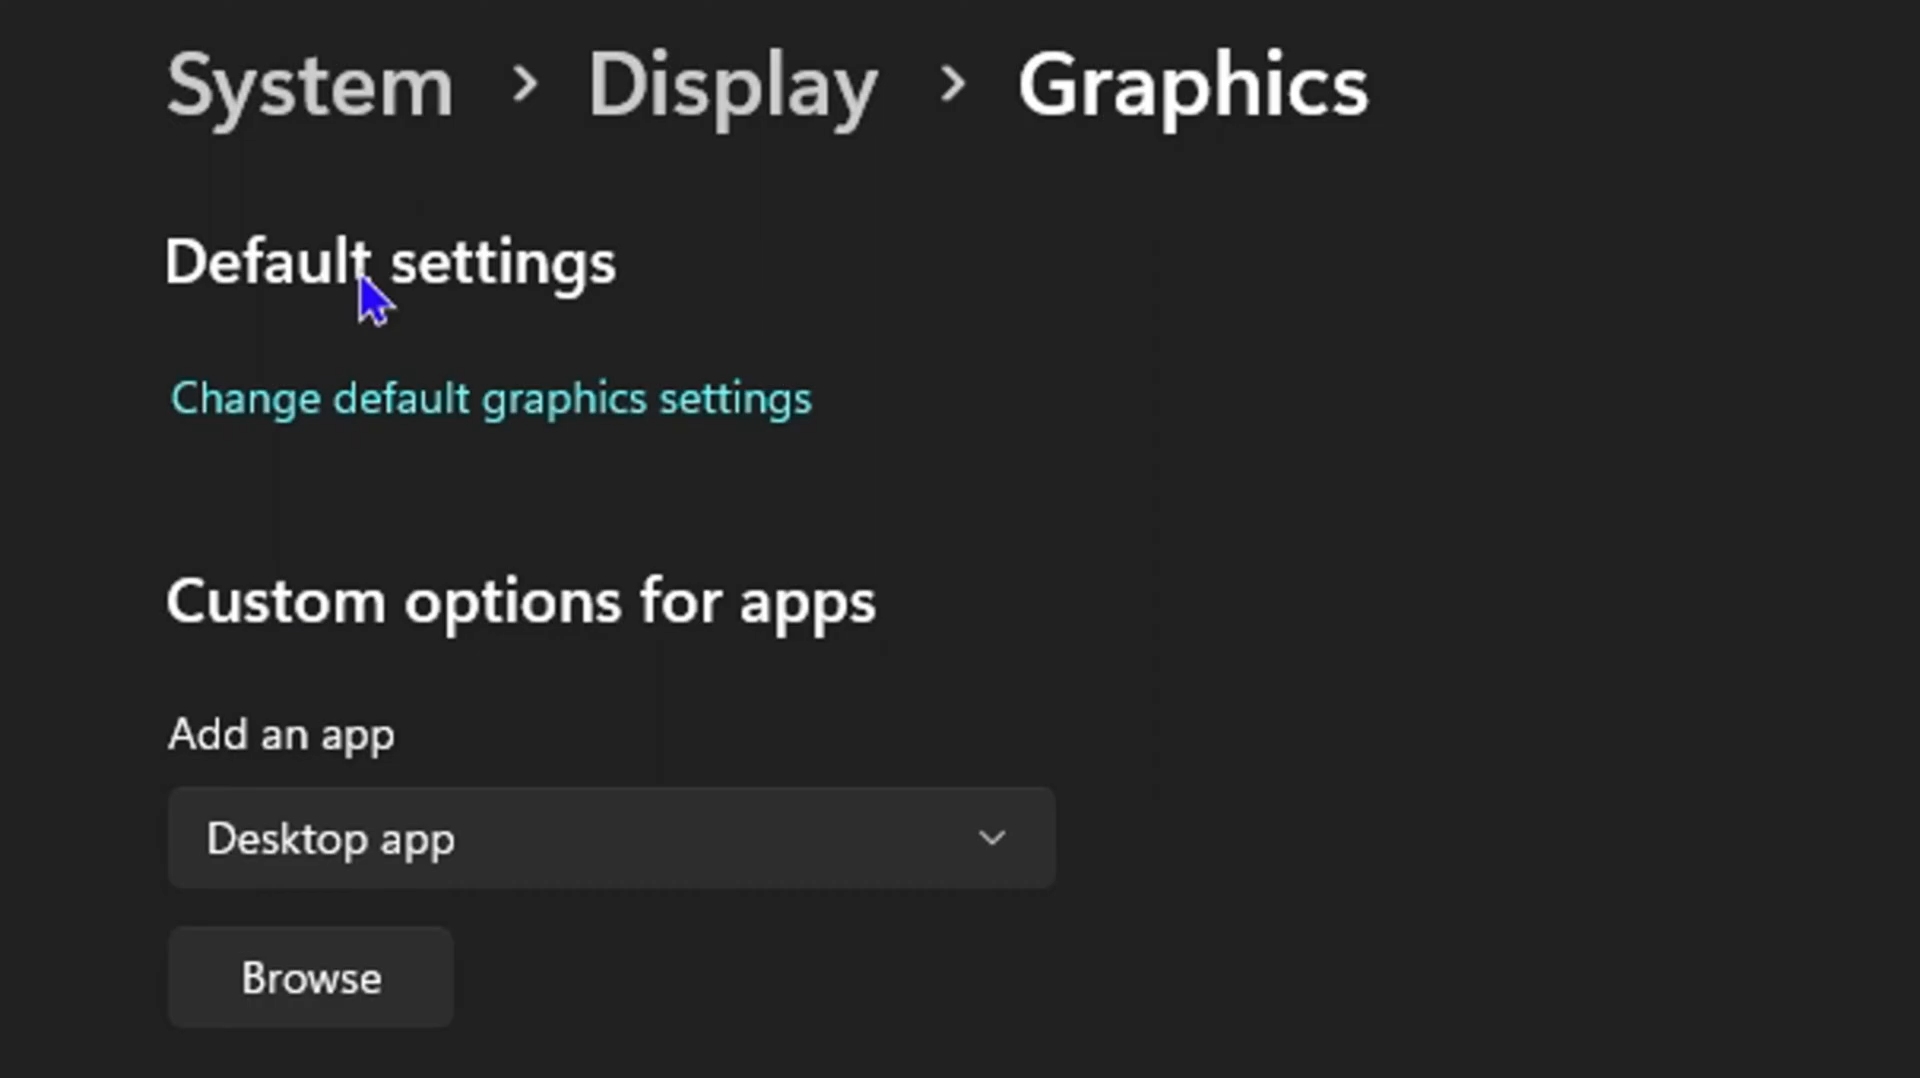 System > Display > Graphics
Default settings
Change default graphics settings
Custom options for apps
Add an app
Desktop app
Browse